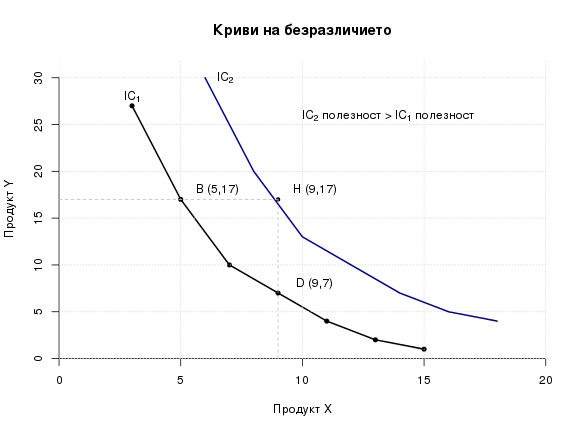 Криви на безразличието
IC2
IC1
IC2 полезност > IC1 полезност
B (5,17)
H (9,17)
D (9,7)
Продукт Y
30
25
20
15
10
5
0
0 5 10 15 20
Продукт X